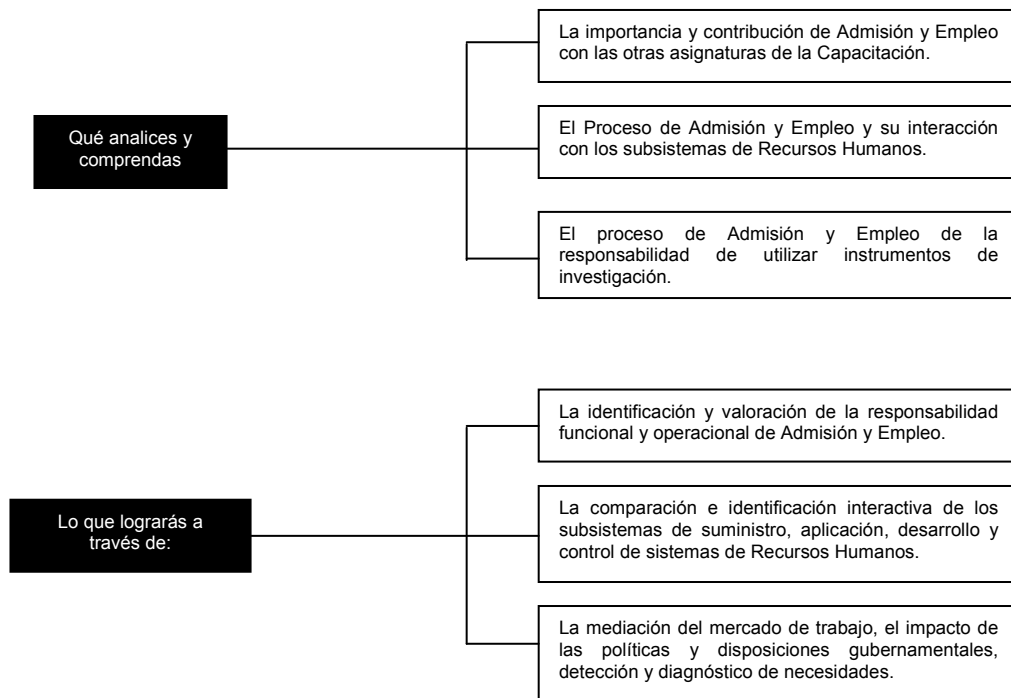 Qué analices y
comprendas
La importancia y contribución de Admisión y Empleo
con las otras asignaturas de la Capacitación.
El Proceso de Admisión y Empleo y su interacción
con los subsistemas de Recursos Humanos.
El proceso de Admisión y Empleo de la
responsabilidad de utilizar instrumentos de
investigación.
Lo que lograrás a
través de:
La identificación y valoración de la responsabilidad
funcional y operacional de Admisión y Empleo.
La comparación e identificación interactiva de los
subsistemas de suministro, aplicación, desarrollo y
control de sistemas de Recursos Humanos.
La mediación del mercado de trabajo, el impacto de
las políticas y disposiciones gubernamentales,
detección y diagnóstico de necesidades.